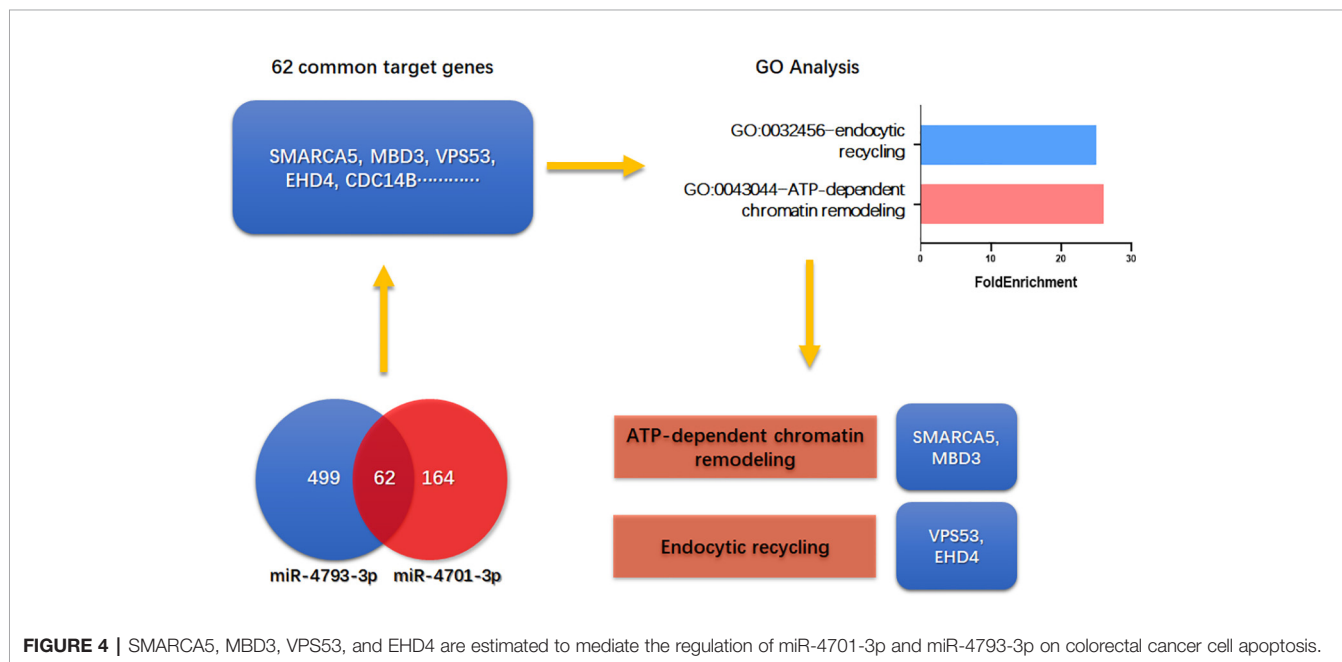 62 common target genes
SMARCA5, MBD3, VPS53,
EHD4, CDC14B············
GO Analysis
GO:0032456-endocytic
recycling
GO:0043044-ATP-dependent
chromatin remodeling
0 10 20 30
FoldEnrichment
499 62 164
miR-4793-3p miR-4701-3p
ATP-dependent chromatin
remodeling
SMARCA5,
MBD3
Endocytic recycling
VPS53,
EHD4
FIGURE 4 | SMARCA5, MBD3, VPS53, and EHD4 are estimated to mediate the regulation of miR-4701-3p and miR-4793-3p on colorectal cancer cell apoptosis.